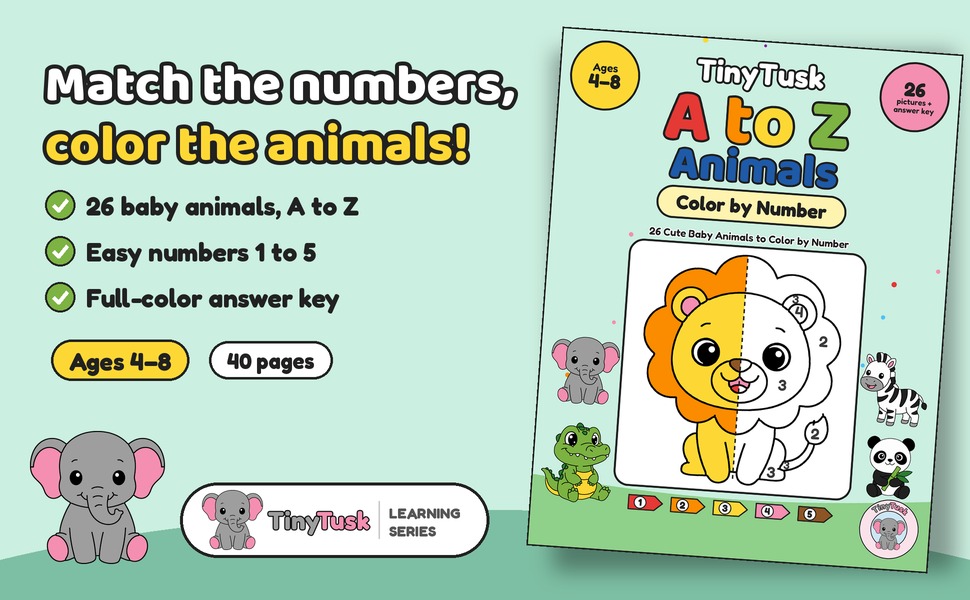 Match the numbers,
color the animals!
26 baby animals, A to Z
Easy numbers 1 to 5
Full-color answer key
Ages 4–8
40 pages
TinyTusk
LEARNING
SERIES
Ages
4–8
TinyTusk
26
pictures +
answer key
A to Z
Animals
Color by Number
26 Cute Baby Animals to Color by Number
3
4
2
3
2
3
3
1
2
3
4
5
TinyTusk